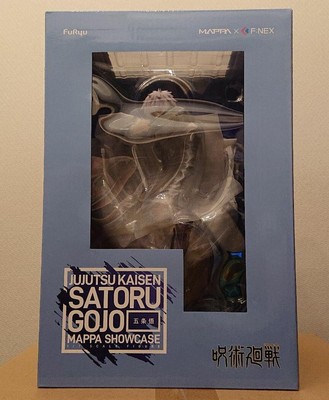 FuRyu
MAPPA × F:NEX
JUJUTSU KAISEN
SATORU
GOJO
五条悟
MAPPA SHOWCASE
呪術廻戦